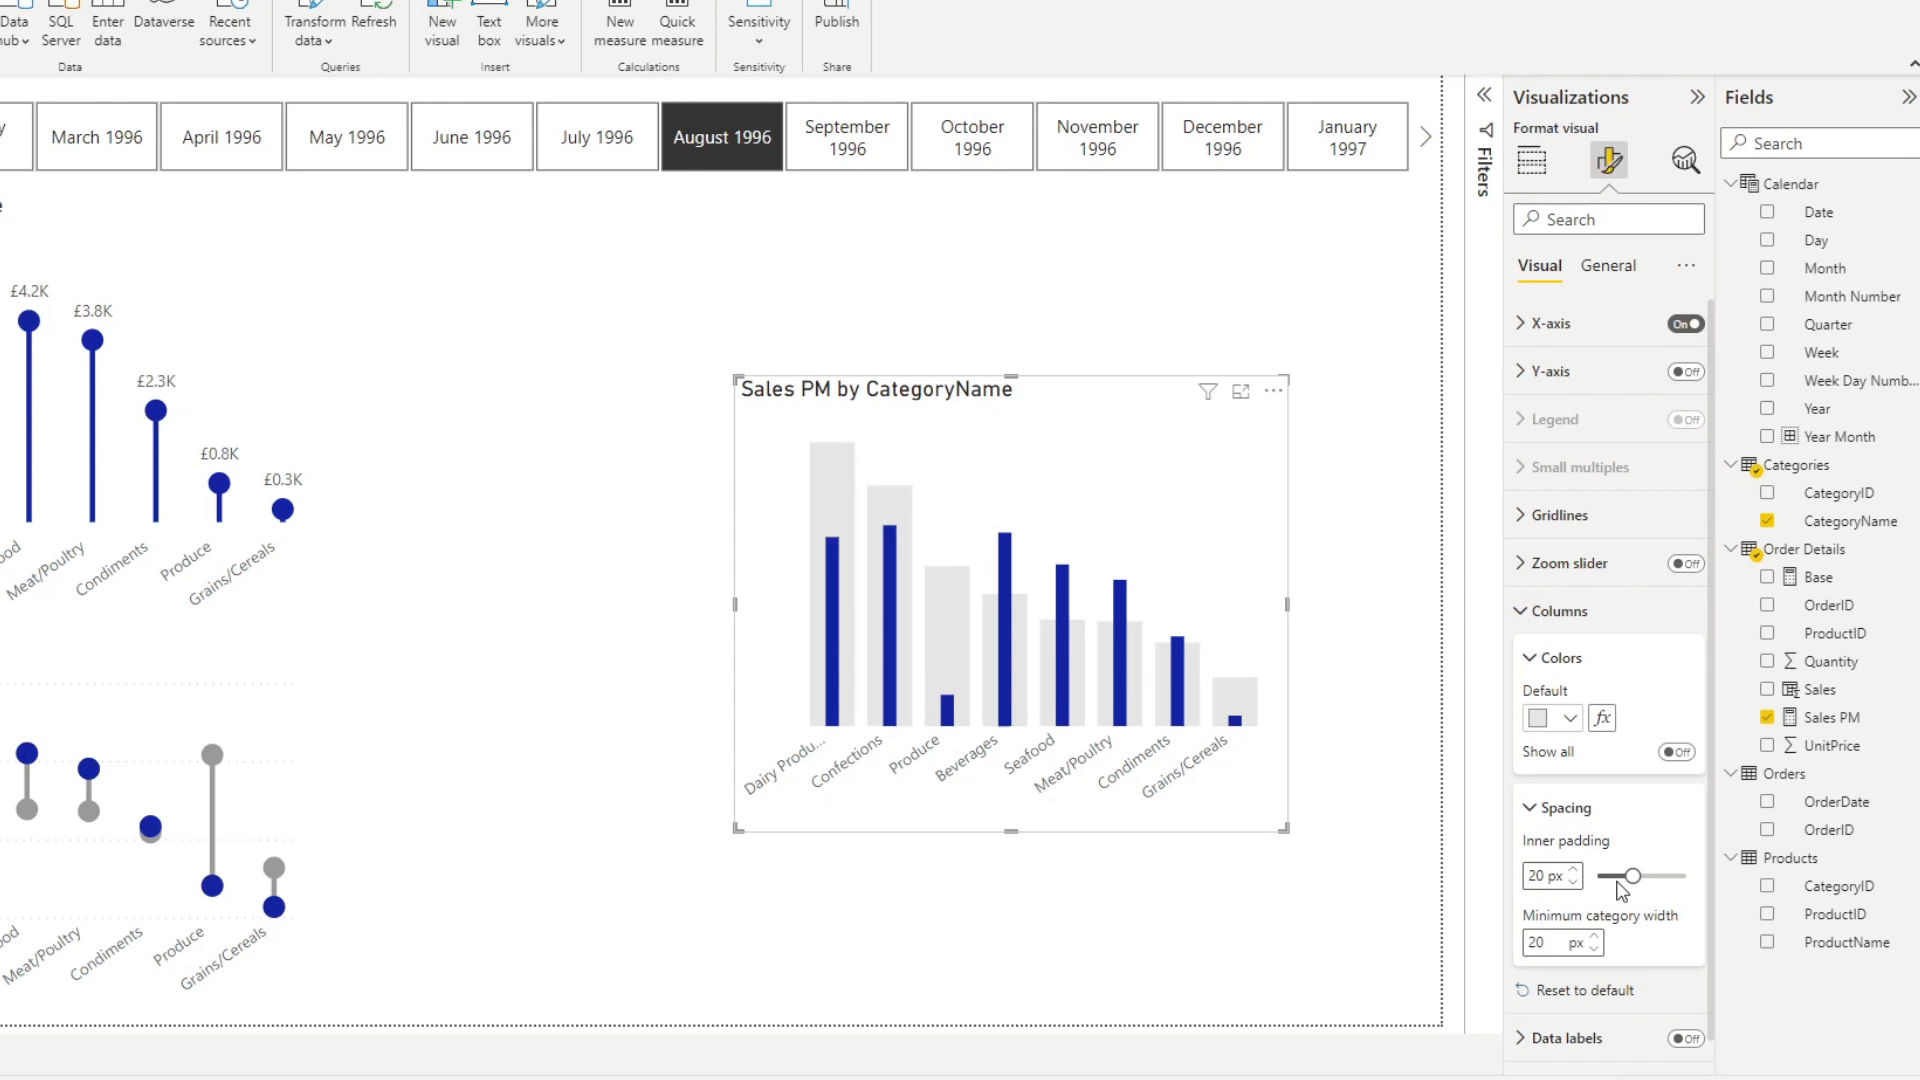 Data
hub
SQL
Server
Enter
data
Dataverse
Recent
sources
Data
Transform
data
Refresh
Queries
New
visual
Text
box
More
visuals
Insert
New
measure
Quick
measure
Calculations
Sensitivity
Sensitivity
Publish
Share
March 1996
April 1996
May 1996
June 1996
July 1996
August 1996
September
1996
October
1996
November
1996
December
1996
January
1997
£4.2K
£3.8K
£2.3K
£0.8K
£0.3K
Meat/Poultry
Condiments
Produce
Grains/Cereals
Meat/Poultry
Condiments
Produce
Grains/Cereals
Sales PM by CategoryName
Dairy Produ...
Confections
Produce
Beverages
Seafood
Meat/Poultry
Condiments
Grains/Cereals
Filters
Visualizations
Format visual
Search
Visual General
X-axis On
Y-axis Off
Legend Off
Small multiples
Gridlines
Zoom slider Off
Columns
Colors
Default
fx
Show all Off
Spacing
Inner padding
20 px
Minimum category width
20 px
Reset to default
Data labels Off
Fields
Search
Calendar
Date
Day
Month
Month Number
Quarter
Week
Week Day Numb...
Year
Year Month
Categories
CategoryID
CategoryName
Order Details
Base
OrderID
ProductID
Quantity
Sales
Sales PM
UnitPrice
Orders
OrderDate
OrderID
Products
CategoryID
ProductID
ProductName